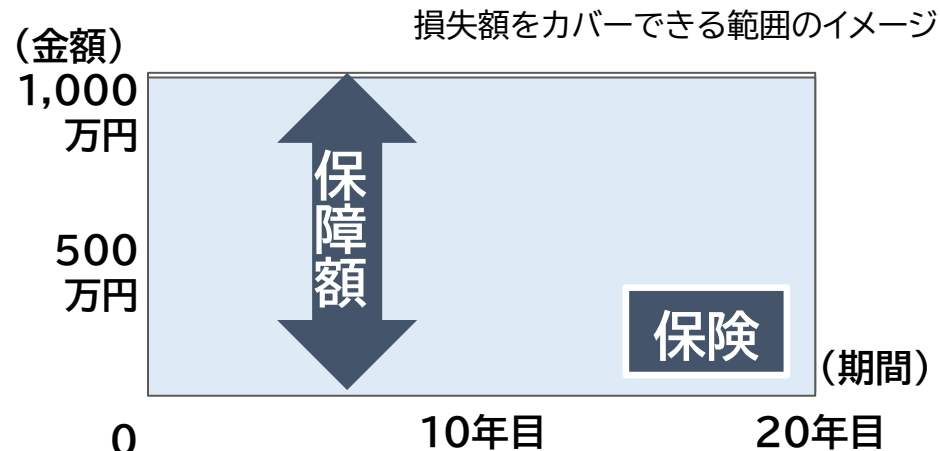 損失額をカバーできる範囲のイメージ
（金額）
1,000
万円
保障額
500
万円
保険
（期間）
0
10年目
20年目